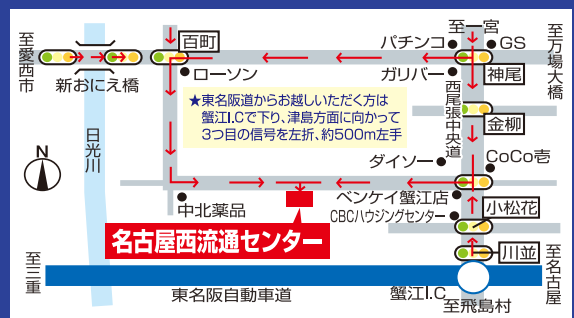 至一宮
百町
パチンコ
GS
至愛西市
至万場大橋
新おにえ橋
ローソン
ガリバー
神尾
★東名阪道からお越しいただく方は
蟹江I.Cで下り、津島方面に向かって
3つ目の信号を左折、約500m左手
西尾張中央道
金柳
日光川
N
ダイソー
CoCo壱
中北薬品
ベンケイ蟹江店
CBCハウジングセンター
小松花
名古屋西流通センター
川並
至三重
至名古屋
東名阪自動車道
蟹江I.C
至飛島村